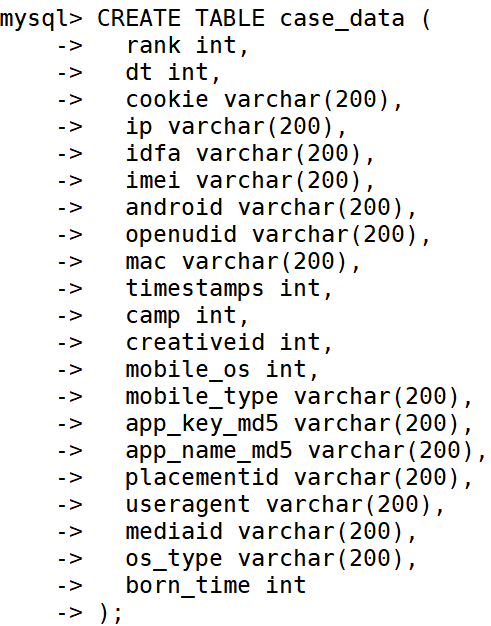 mysql> CREATE TABLE case_data (
    ->   rank int,
    ->   dt int,
    ->   cookie varchar(200),
    ->   ip varchar(200),
    ->   idfa varchar(200),
    ->   imei varchar(200),
    ->   android varchar(200),
    ->   openudid varchar(200),
    ->   mac varchar(200),
    ->   timestamps int,
    ->   camp int,
    ->   creativeid int,
    ->   mobile_os int,
    ->   mobile_type varchar(200),
    ->   app_key_md5 varchar(200),
    ->   app_name_md5 varchar(200),
    ->   placementid varchar(200),
    ->   useragent varchar(200),
    ->   mediaid varchar(200),
    ->   os_type varchar(200),
    ->   born_time int
    -> );